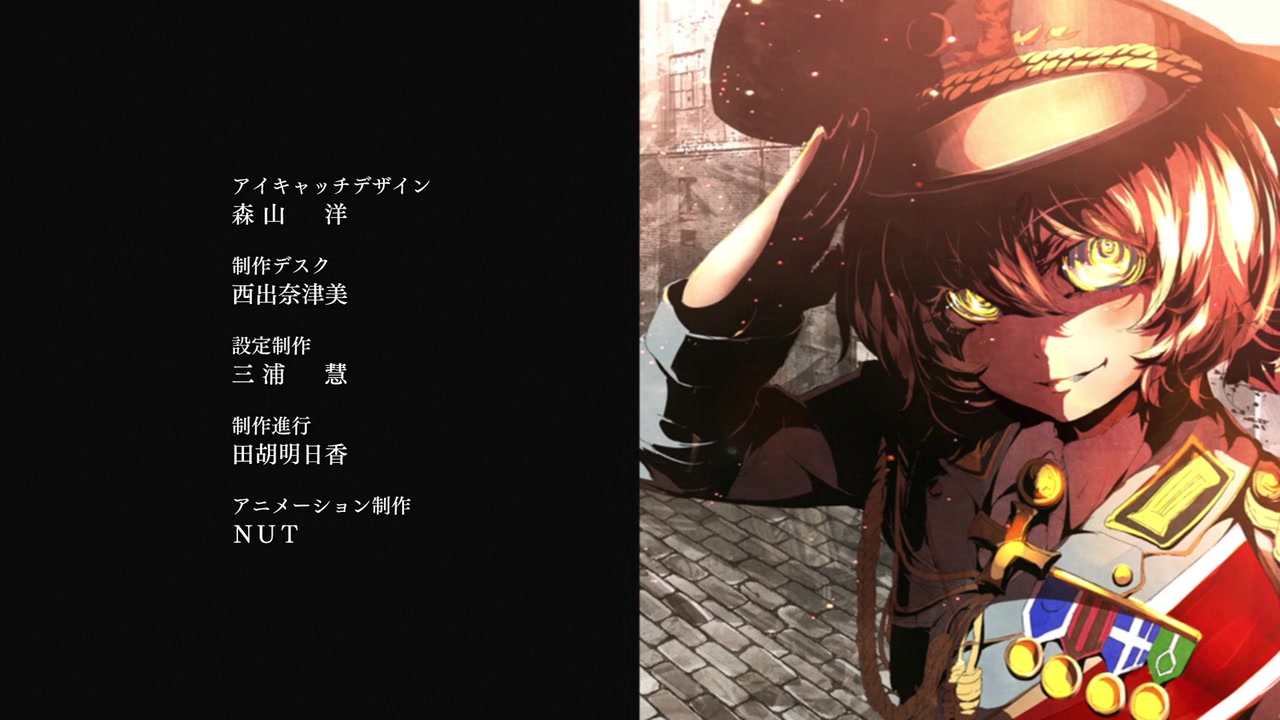 アイキャッチデザイン
森山 洋
制作デスク
西出奈津美
設定制作
三浦 慧
制作進行
田胡明日香
アニメーション制作
NUT